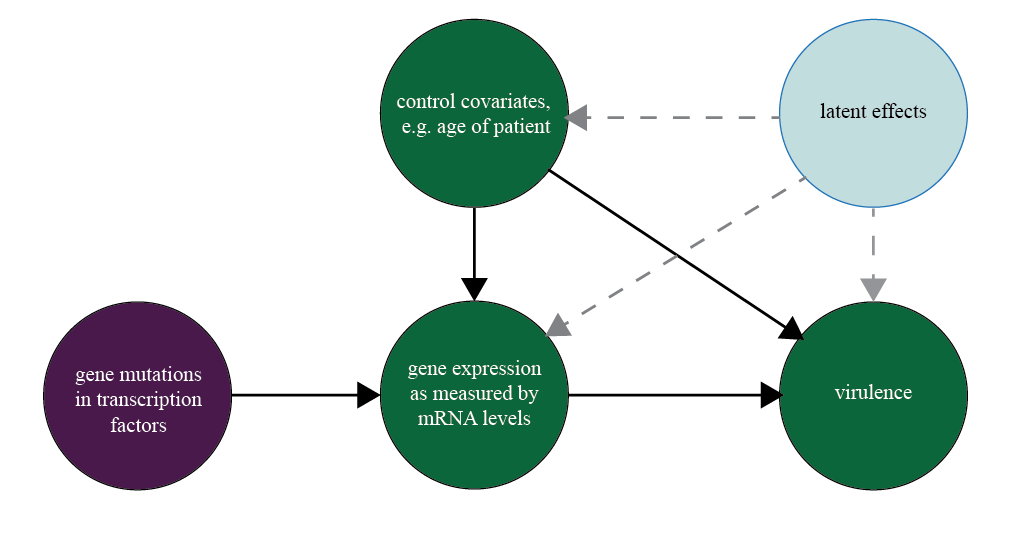 control covariates,
e.g. age of patient
latent effects
gene mutations
in transcription
factors
gene expression
as measured by
mRNA levels
virulence